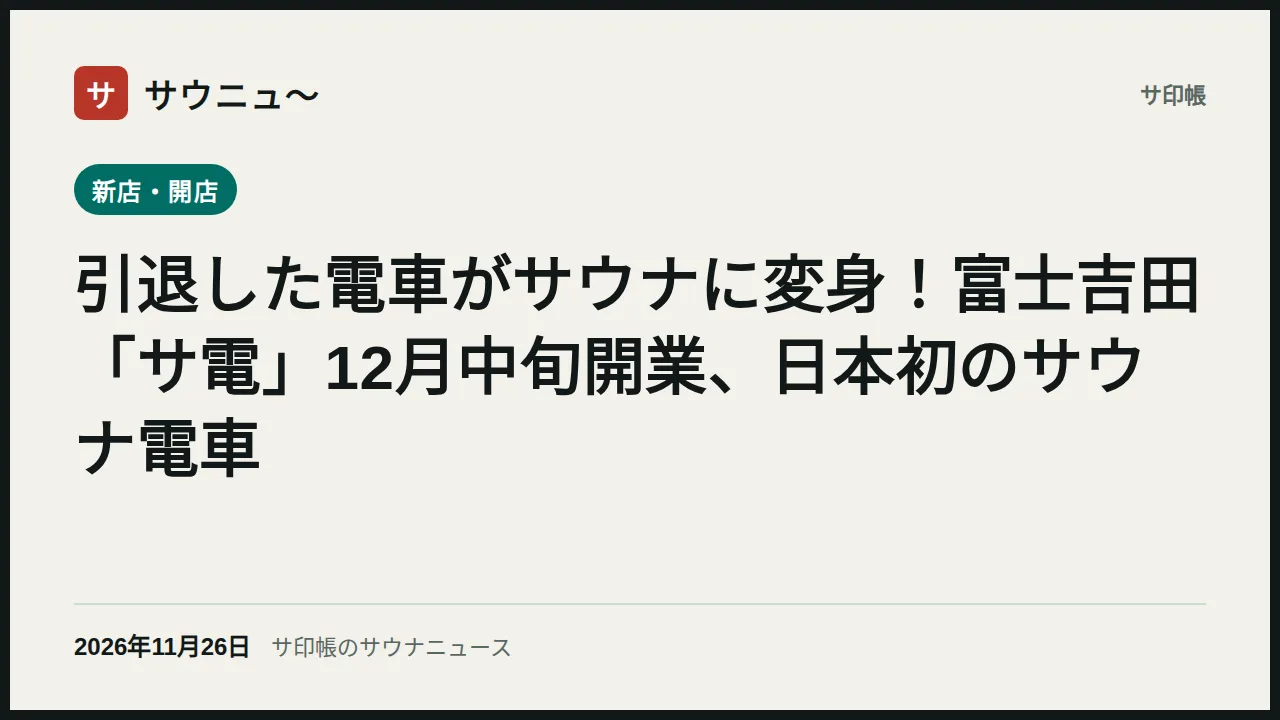 サ サウニュ〜
サ印帳
新店・開店
引退した電車がサウナに変身！富士吉田
「サ電」12月中旬開業、日本初のサウ
ナ電車
2026年11月26日 サ印帳のサウナニュース